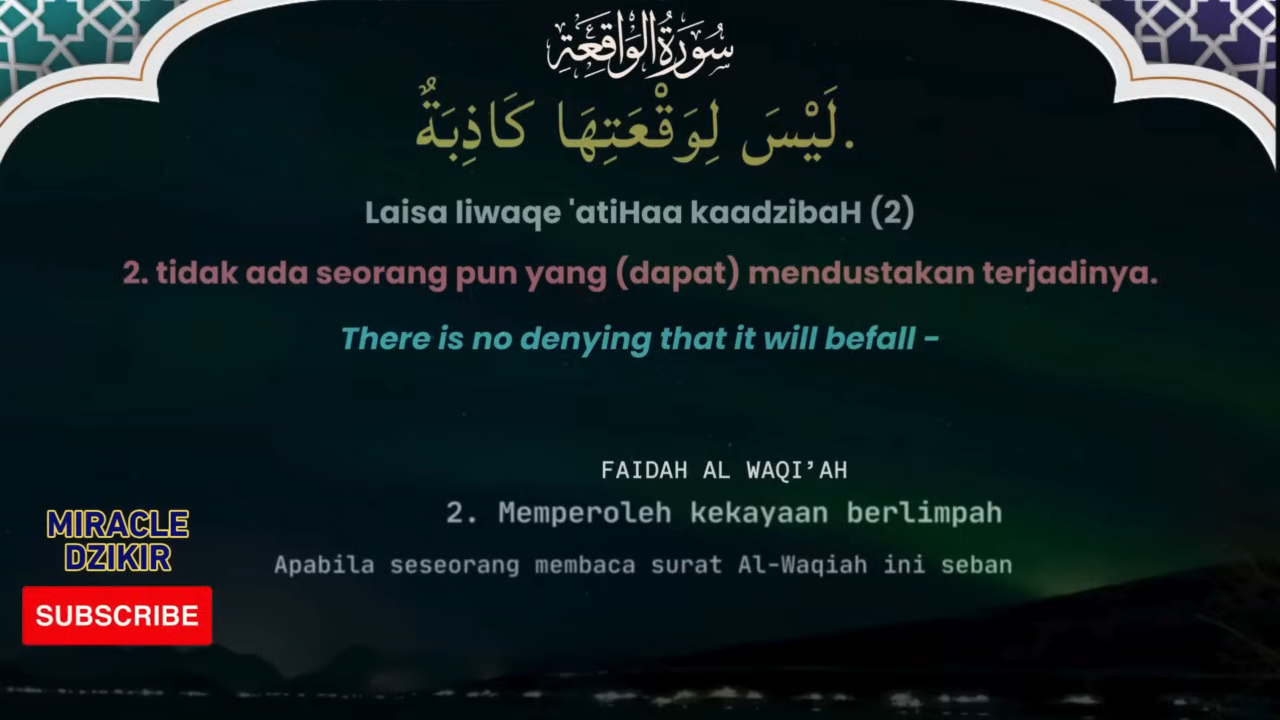 سُورَةُ الْوَاقِعَةِ
لَيْسَ لِوَقْعَتِهَا كَاذِبَةٌ.
Laisa liwaqe 'atiHaa kaadzibaH (2)
2. tidak ada seorang pun yang (dapat) mendustakan terjadinya.
There is no denying that it will befall -
FAIDAH AL WAQI’AH
2. Memperoleh kekayaan berlimpah
Apabila seseorang membaca surat Al-Waqiah ini seban
MIRACLE
DZIKIR
SUBSCRIBE